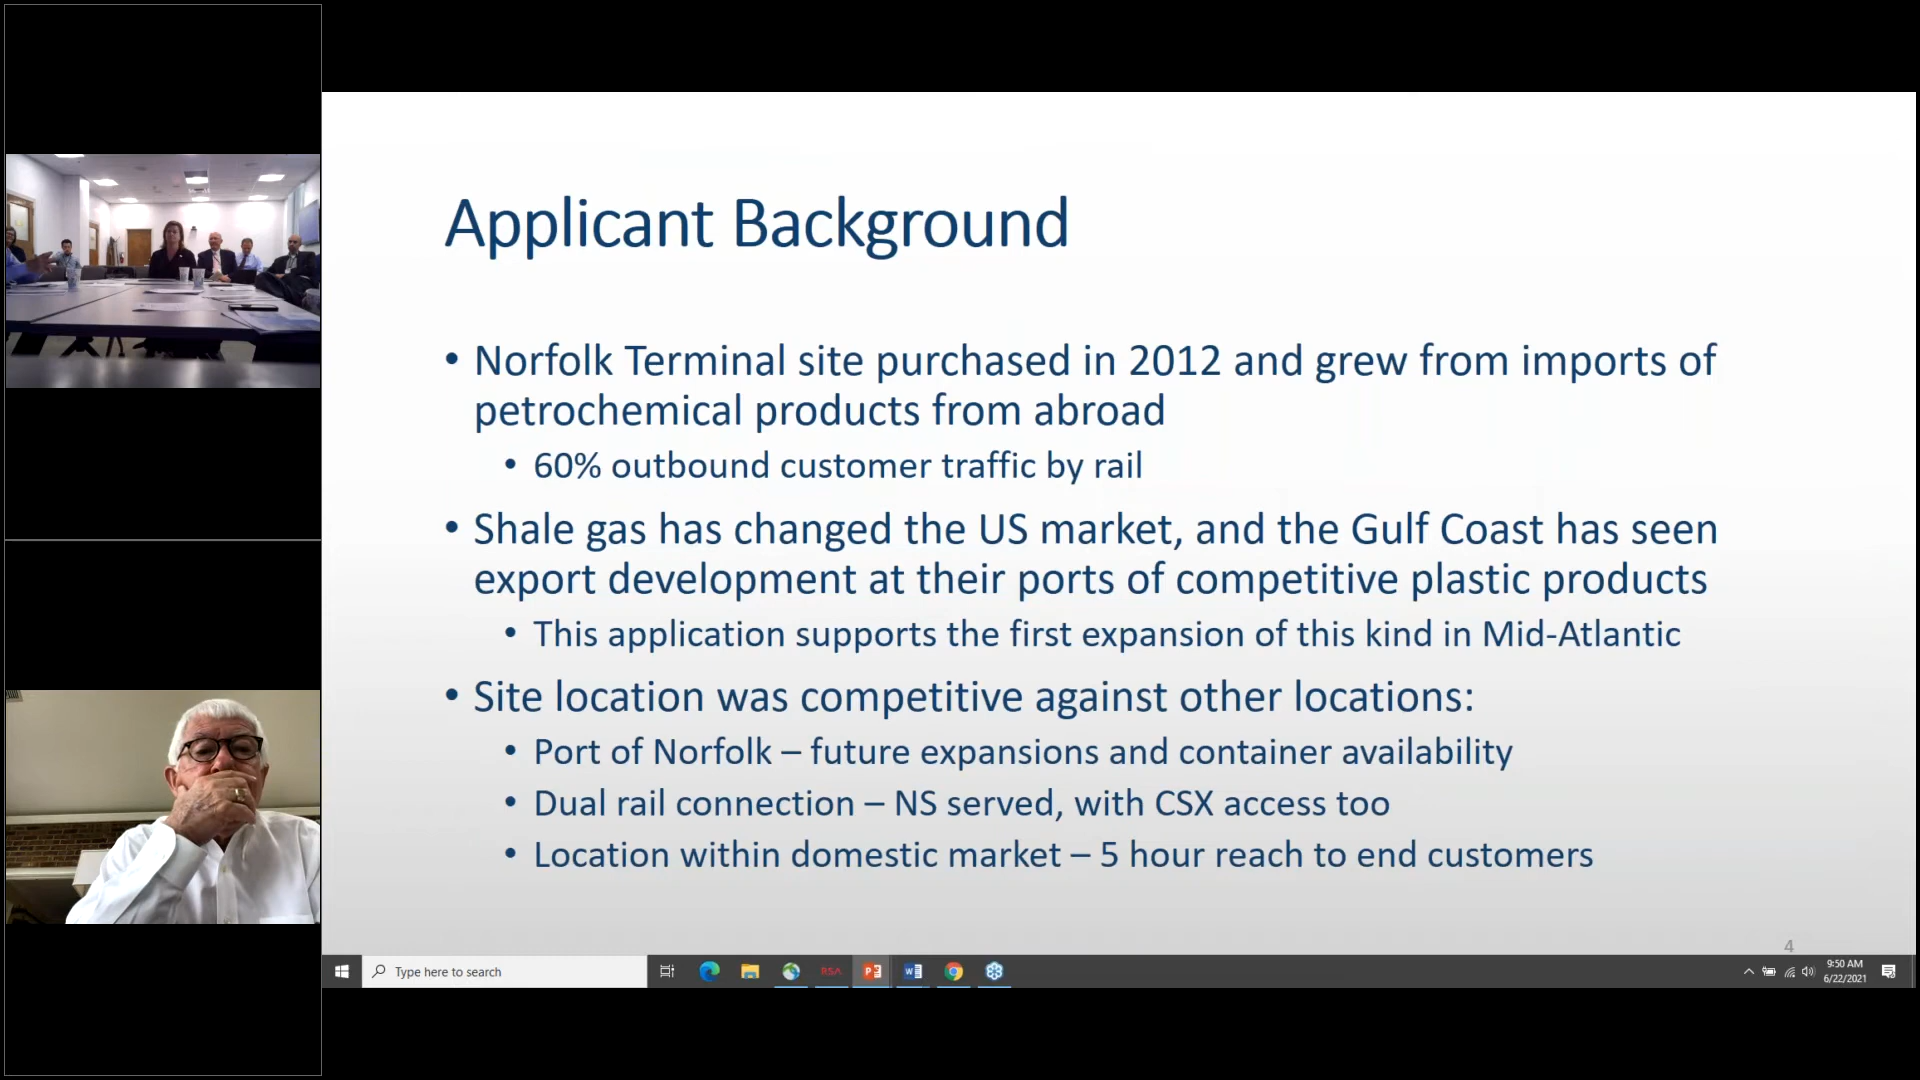 Applicant Background
• Norfolk Terminal site purchased in 2012 and grew from imports of
petrochemical products from abroad
• 60% outbound customer traffic by rail
• Shale gas has changed the US market, and the Gulf Coast has seen
export development at their ports of competitive plastic products
• This application supports the first expansion of this kind in Mid-Atlantic
• Site location was competitive against other locations:
• Port of Norfolk – future expansions and container availability
• Dual rail connection – NS served, with CSX access too
• Location within domestic market – 5 hour reach to end customers
4
Type here to search
RSA
9:50 AM
6/22/2021